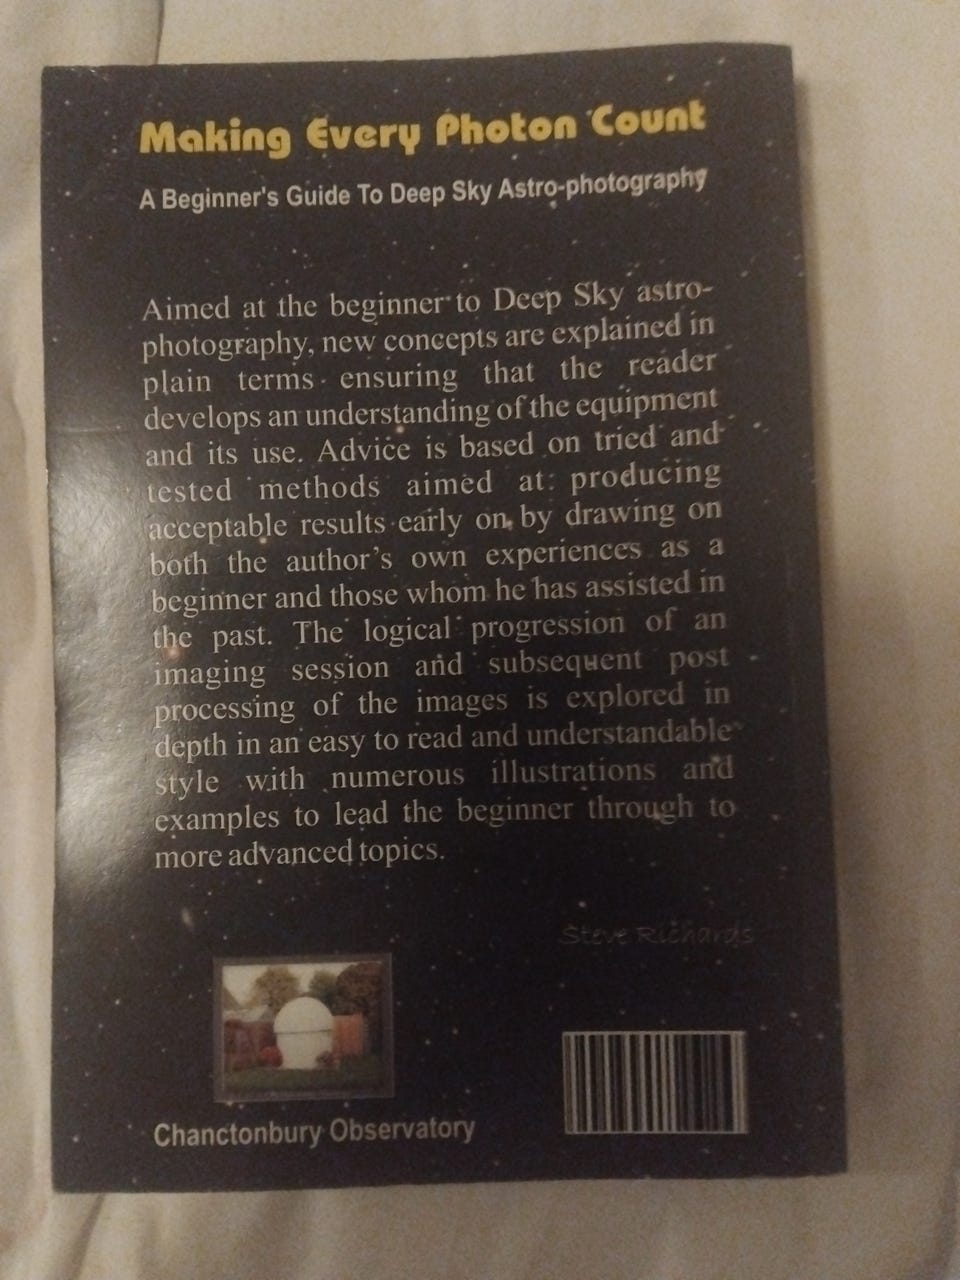 Making Every Photon Count
A Beginner's Guide To Deep Sky Astro-photography
Aimed at the beginner to Deep Sky astro-
photography, new concepts are explained in
plain terms ensuring that the reader
develops an understanding of the equipment
and its use. Advice is based on tried and
tested methods aimed at producing
acceptable results early on by drawing on
both the author's own experiences as a
beginner and those whom he has assisted in
the past. The logical progression of an
imaging session and subsequent post
processing of the images is explored in
depth in an easy to read and understandable
style with numerous illustrations and
examples to lead the beginner through to
more advanced topics.
Steve Richards
Chanctonbury Observatory